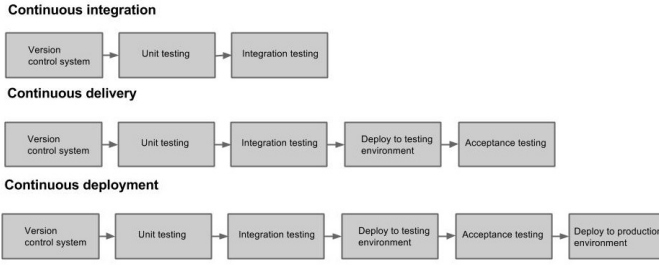 Continuous integration
Version
control system
Unit testing
Integration testing
Continuous delivery
Version
control system
Unit testing
Integration testing
Deploy to testing
environment
Acceptance testing
Continuous deployment
Version
control system
Unit testing
Integration testing
Deploy to testing
environment
Acceptance testing
Deploy to production
environment